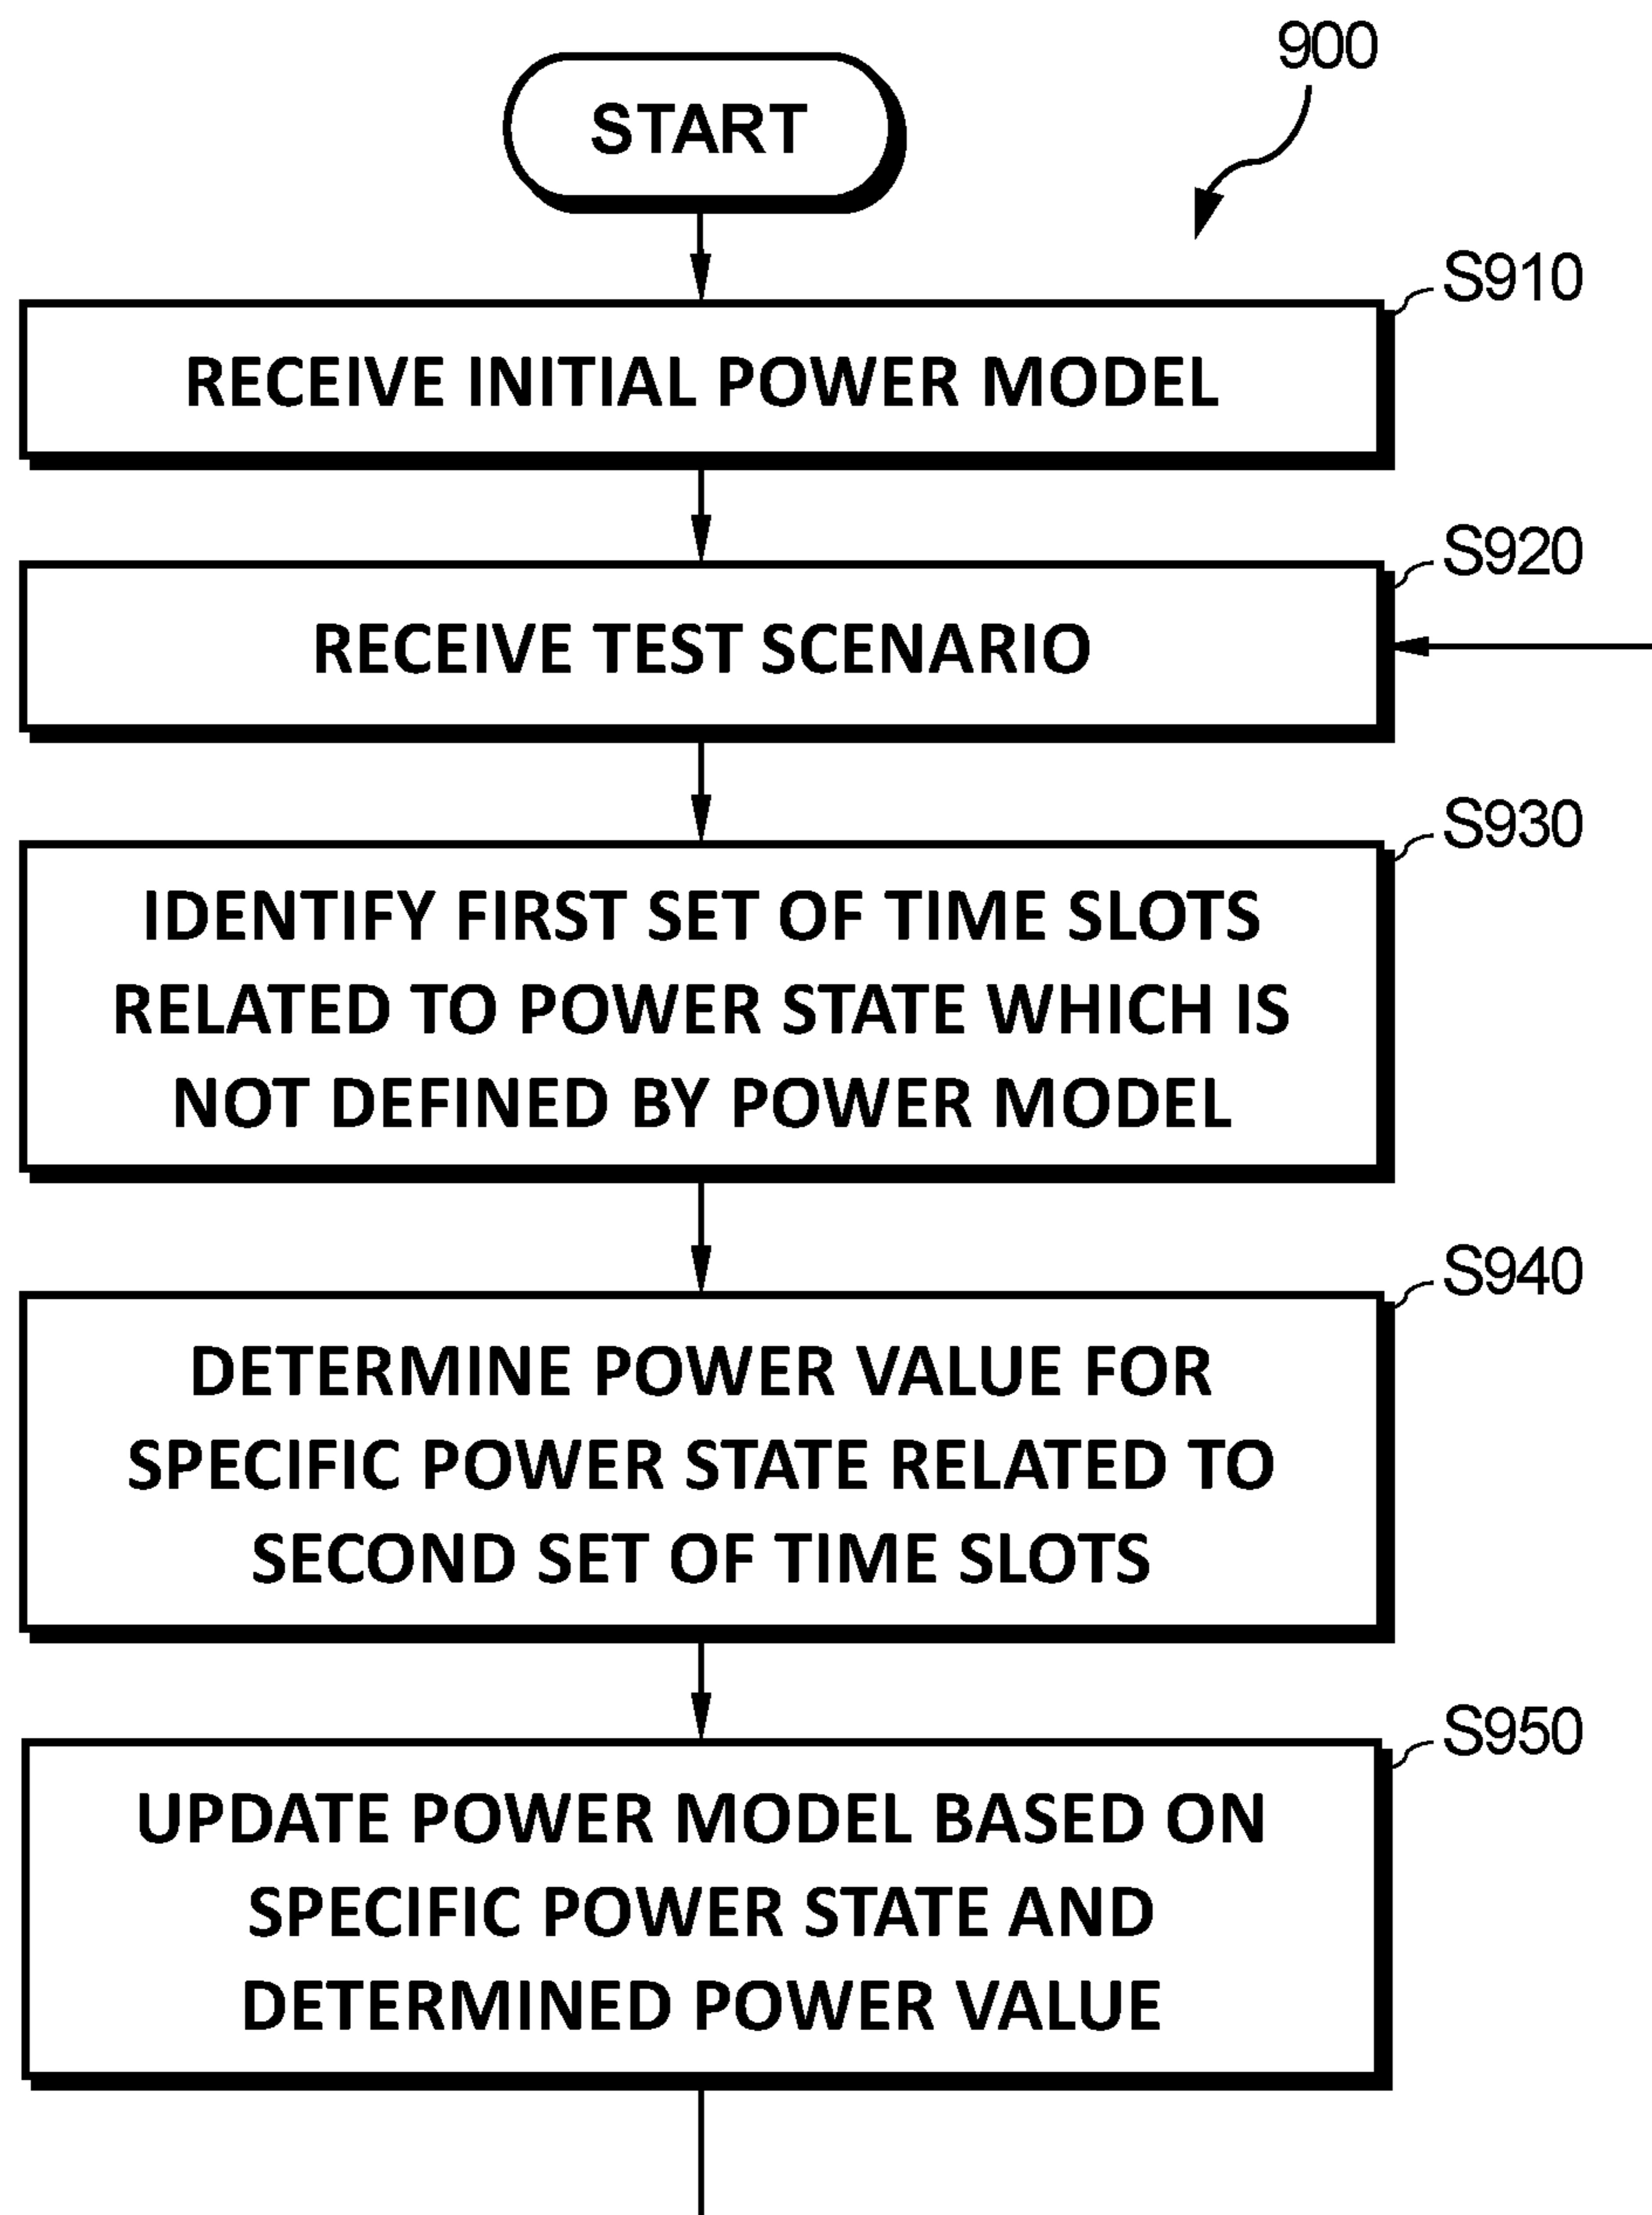 900
START
S910
RECEIVE INITIAL POWER MODEL
S920
RECEIVE TEST SCENARIO
S930
IDENTIFY FIRST SET OF TIME SLOTS
RELATED TO POWER STATE WHICH IS
NOT DEFINED BY POWER MODEL
S940
DETERMINE POWER VALUE FOR
SPECIFIC POWER STATE RELATED TO
SECOND SET OF TIME SLOTS
S950
UPDATE POWER MODEL BASED ON
SPECIFIC POWER STATE AND
DETERMINED POWER VALUE